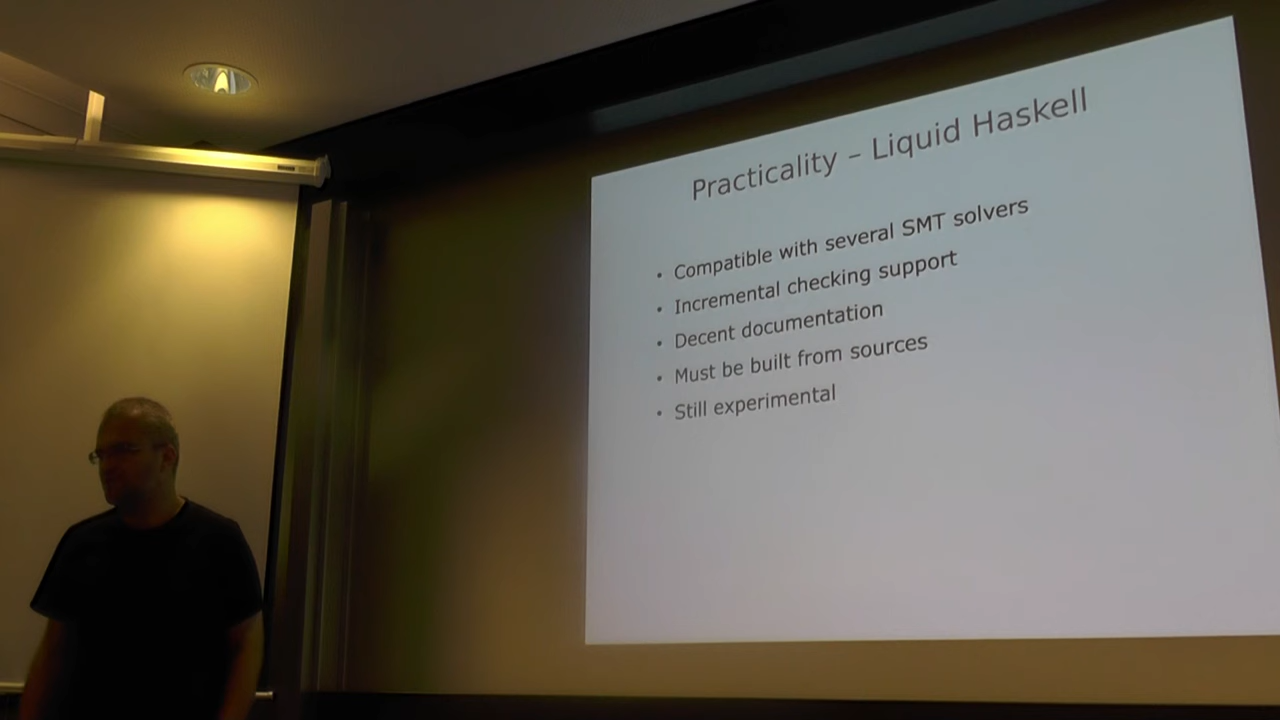 Practicality – Liquid Haskell
• Compatible with several SMT solvers
• Incremental checking support
• Decent documentation
• Must be built from sources
• Still experimental